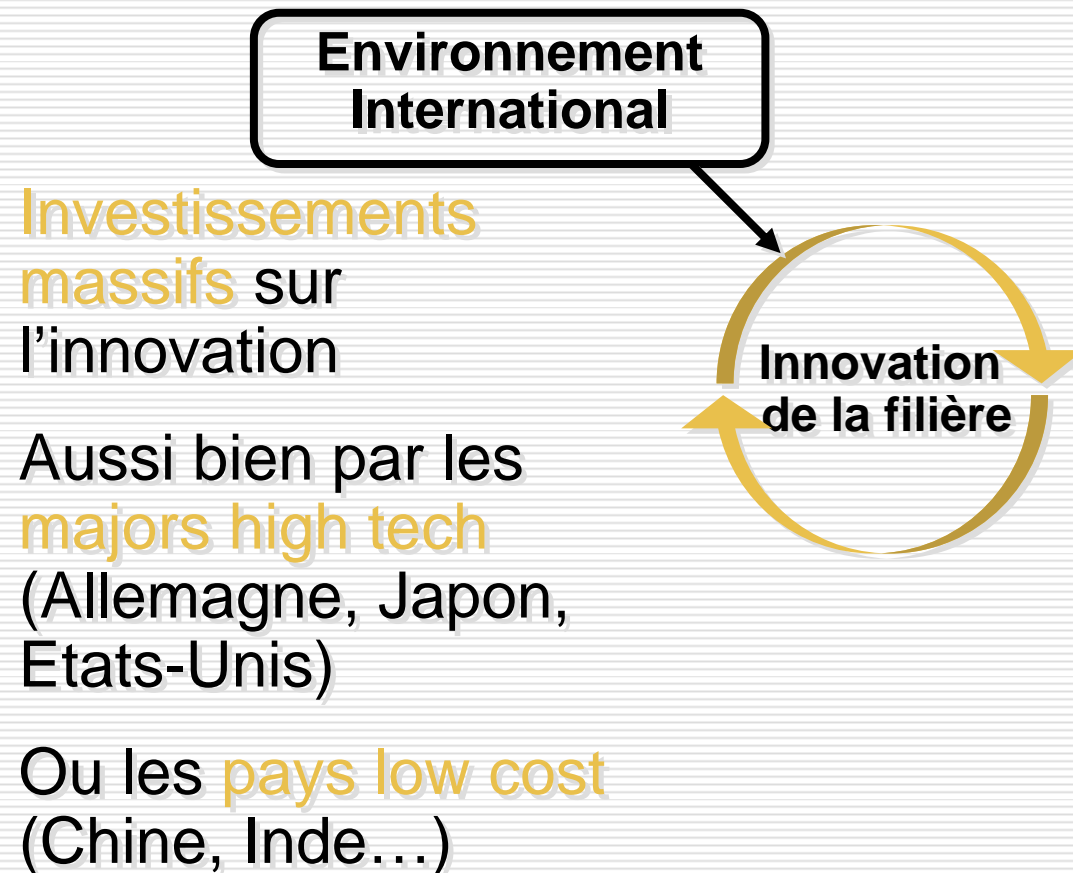 Environnement
International
Investissements
massifs sur
l’innovation
Aussi bien par les
majors high tech
(Allemagne, Japon,
Etats-Unis)
Ou les pays low cost
(Chine, Inde…)
Innovation
de la filière